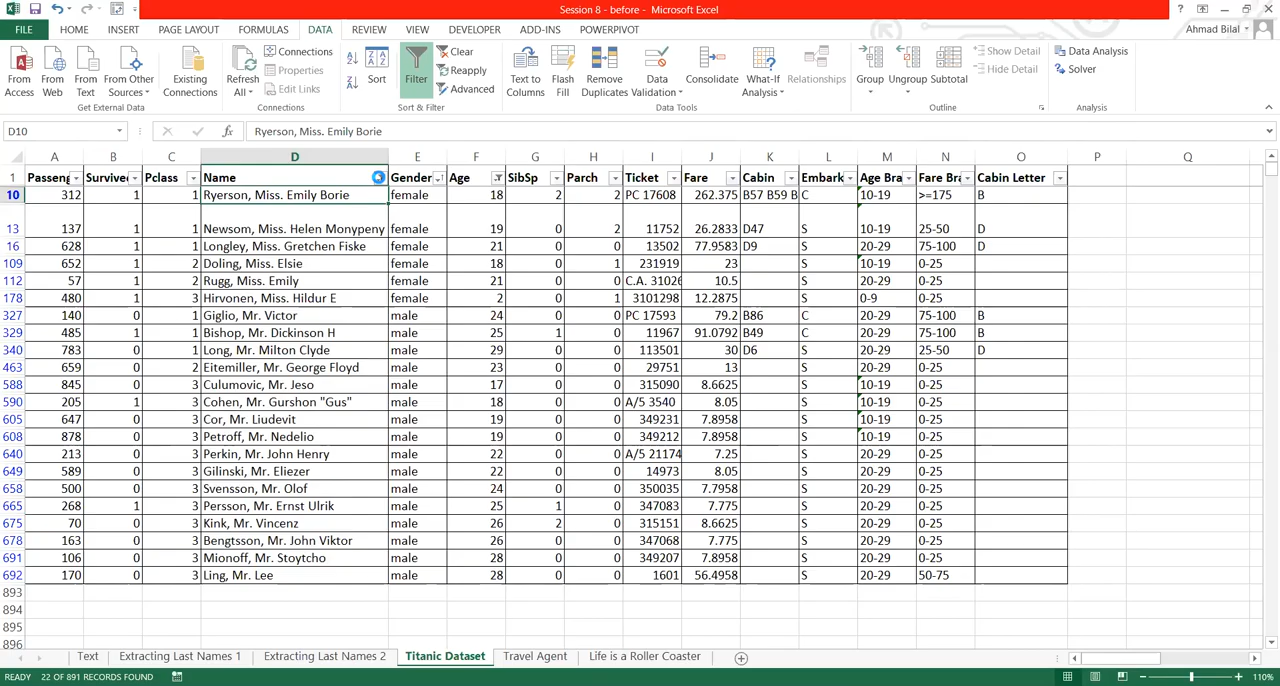 Session 8 - before - Microsoft Excel
FILE HOME INSERT PAGE LAYOUT FORMULAS DATA REVIEW VIEW DEVELOPER ADD-INS POWERPIVOT Ahmad Bilal
From Access From Web From Text From Other Sources Existing Connections Refresh All Connections Properties Edit Links Sort Filter Clear Reapply Advanced Text to Columns Flash Fill Remove Duplicates Data Validation Consolidate What-If Analysis Relationships Group Ungroup Subtotal Show Detail Hide Detail Data Analysis Solver
Get External Data Connections Sort & Filter Data Tools Outline Analysis
D10 fx Ryerson, Miss. Emily Borie
A B C D E F G H I J K L M N O P Q
1 Passeng Survived Pclass Name Gender Age SibSp Parch Ticket Fare Cabin Embark Age Bra Fare Bra Cabin Letter
10 312 1 1 Ryerson, Miss. Emily Borie female 18 2 2 PC 17608 262.375 B57 B59 B C 10-19 >=175 B
13 137 1 1 Newsom, Miss. Helen Monypeny female 19 0 2 11752 26.2833 D47 S 10-19 25-50 D
16 628 1 1 Longley, Miss. Gretchen Fiske female 21 0 0 13502 77.9583 D9 S 20-29 75-100 D
109 652 1 2 Doling, Miss. Elsie female 18 0 1 231919 23 S 10-19 0-25
112 57 1 2 Rugg, Miss. Emily female 21 0 0 C.A. 31026 10.5 S 20-29 0-25
178 480 1 3 Hirvonen, Miss. Hildur E female 2 0 1 3101298 12.2875 S 0-9 0-25
327 140 0 1 Giglio, Mr. Victor male 24 0 0 PC 17593 79.2 B86 C 20-29 75-100 B
329 485 1 1 Bishop, Mr. Dickinson H male 25 1 0 11967 91.0792 B49 C 20-29 75-100 B
340 783 0 1 Long, Mr. Milton Clyde male 29 0 0 113501 30 D6 S 20-29 25-50 D
463 659 0 2 Eitemiller, Mr. George Floyd male 23 0 0 29751 13 S 20-29 0-25
588 845 0 3 Culumovic, Mr. Jeso male 17 0 0 315090 8.6625 S 10-19 0-25
590 205 1 3 Cohen, Mr. Gurshon "Gus" male 18 0 0 A/5 3540 8.05 S 10-19 0-25
605 647 0 3 Cor, Mr. Liudevit male 19 0 0 349231 7.8958 S 10-19 0-25
608 878 0 3 Petroff, Mr. Nedelio male 19 0 0 349212 7.8958 S 10-19 0-25
640 213 0 3 Perkin, Mr. John Henry male 22 0 0 A/5 21174 7.25 S 20-29 0-25
649 589 0 3 Gilinski, Mr. Eliezer male 22 0 0 14973 8.05 S 20-29 0-25
658 500 0 3 Svensson, Mr. Olof male 24 0 0 350035 7.7958 S 20-29 0-25
665 268 1 3 Persson, Mr. Ernst Ulrik male 25 1 0 347083 7.775 S 20-29 0-25
675 70 0 3 Kink, Mr. Vincenz male 26 2 0 315151 8.6625 S 20-29 0-25
678 163 0 3 Bengtsson, Mr. John Viktor male 26 0 0 347068 7.775 S 20-29 0-25
691 106 0 3 Mionoff, Mr. Stoytcho male 28 0 0 349207 7.8958 S 20-29 0-25
692 170 0 3 Ling, Mr. Lee male 28 0 0 1601 56.4958 S 20-29 50-75
893
894
895
896
Text Extracting Last Names 1 Extracting Last Names 2 Titanic Dataset Travel Agent Life is a Roller Coaster
READY 22 OF 891 RECORDS FOUND 110%